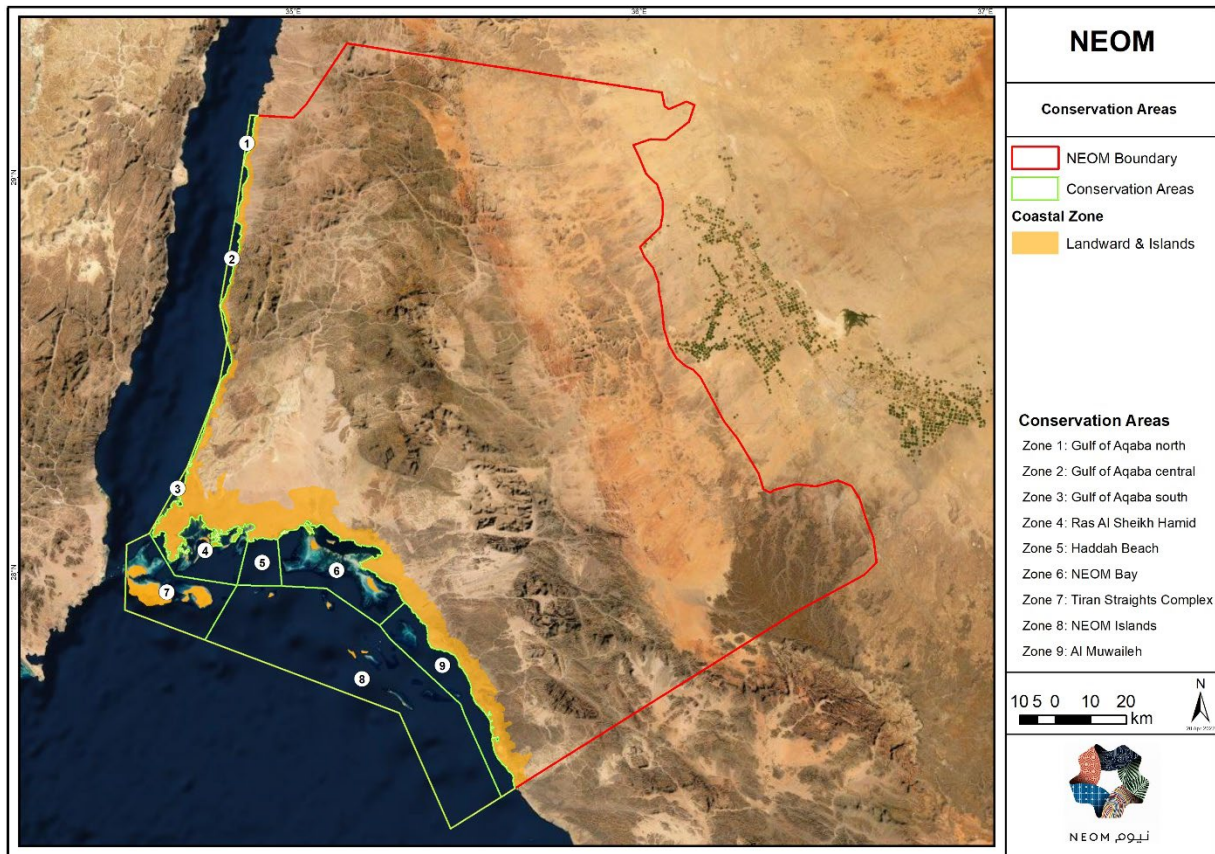 35°E
36°E
37°E
29°N
28°N
1
2
3
4
5
6
7
8
9
NEOM
Conservation Areas
NEOM Boundary
Conservation Areas
Coastal Zone
Landward & Islands
Conservation Areas
Zone 1: Gulf of Aqaba north
Zone 2: Gulf of Aqaba central
Zone 3: Gulf of Aqaba south
Zone 4: Ras Al Sheikh Hamid
Zone 5: Haddah Beach
Zone 6: NEOM Bay
Zone 7: Tiran Straights Complex
Zone 8: NEOM Islands
Zone 9: Al Muwaileh
10 5 0 10 20
km
N
NEOM نيوم